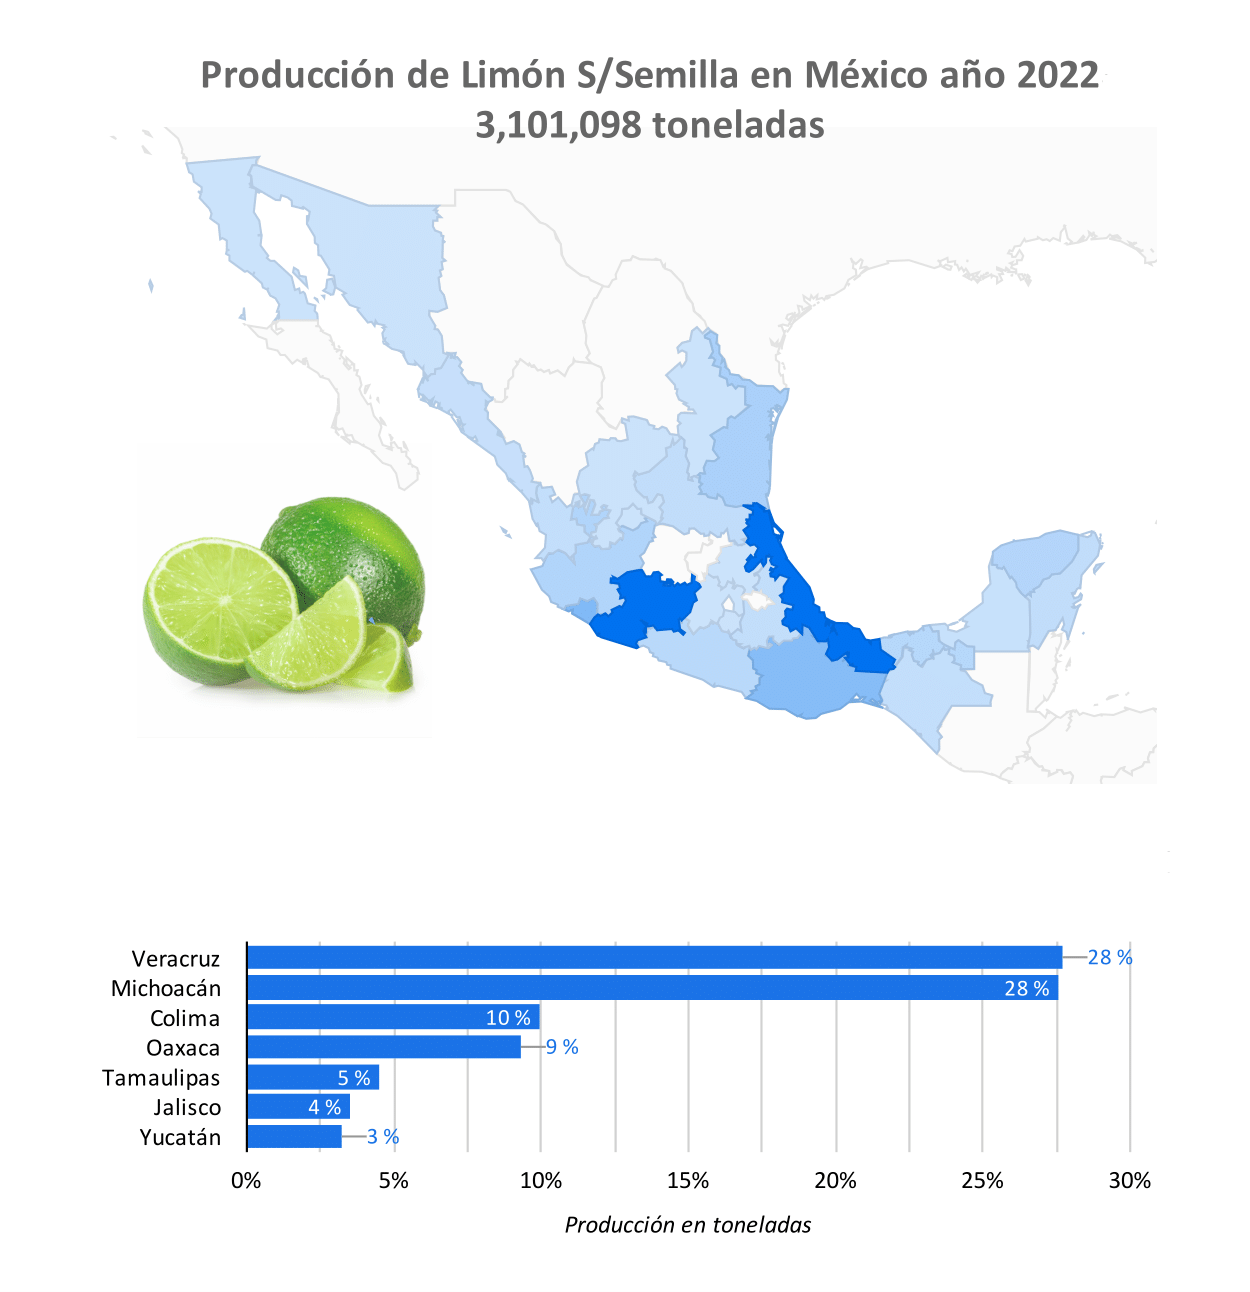 Producción de Limón S/Semilla en México año 2022
3,101,098 toneladas
Veracruz 28 %
Michoacán 28 %
Colima 10 %
Oaxaca 9 %
Tamaulipas 5 %
Jalisco 4 %
Yucatán 3 %
0% 5% 10% 15% 20% 25% 30%
Producción en toneladas